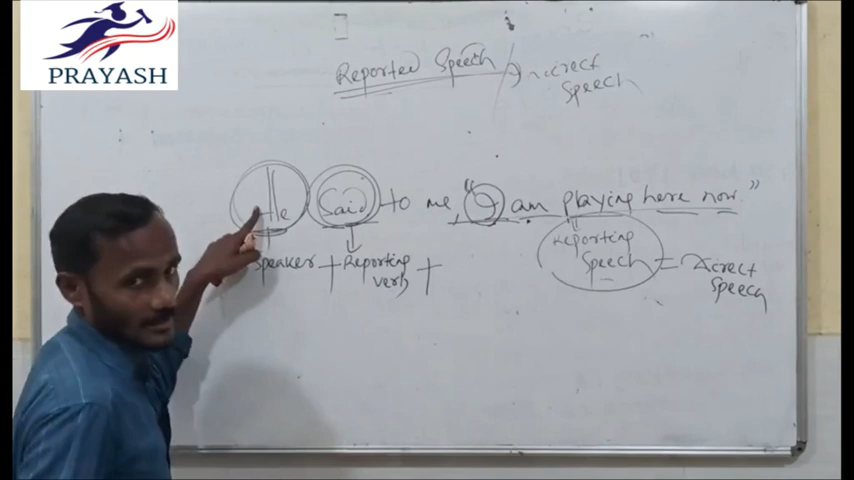 PRAYASH
Reported Speech / Direct
Speech
He Said to me, "I am playing here now."
Speaker + Reporting verb +
Reporting Speech = Direct Speech